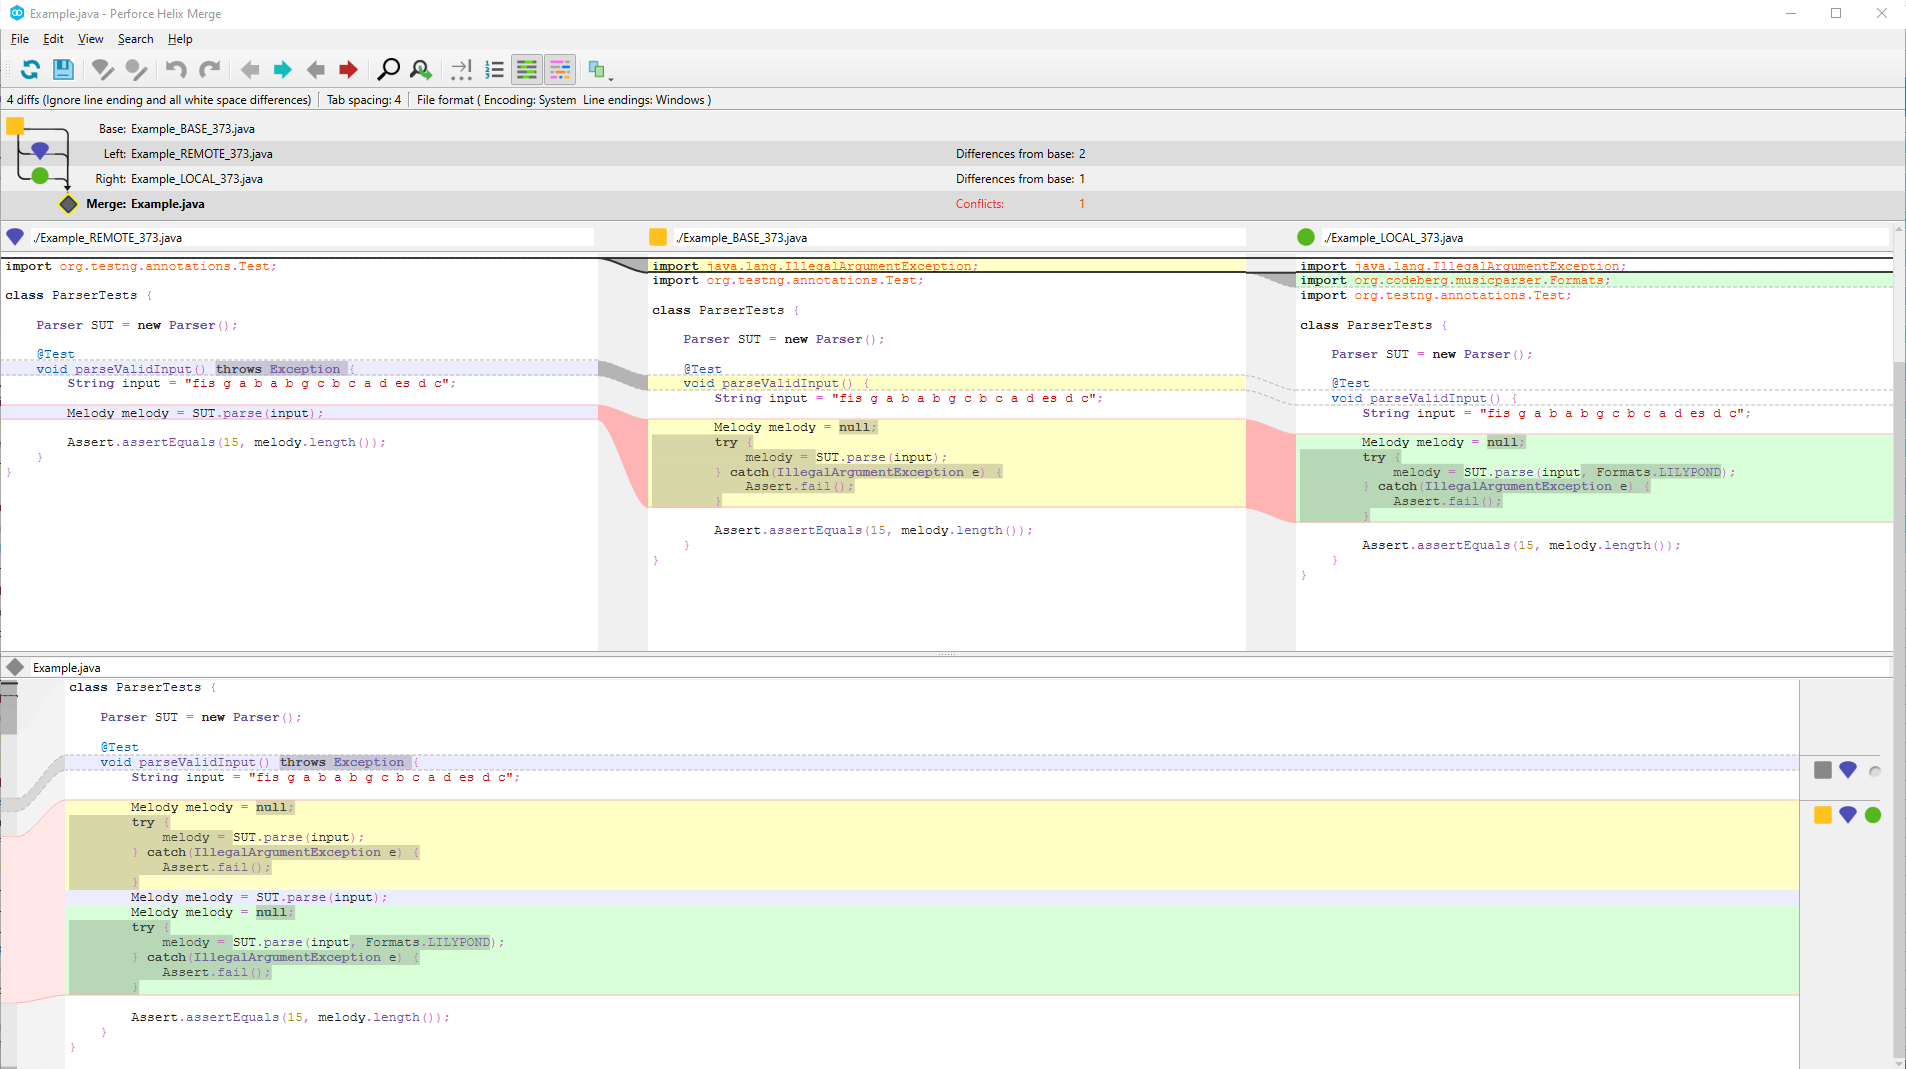 Example.java - Perforce Helix Merge
File Edit View Search Help
4 diffs (Ignore line ending and all white space differences) Tab spacing: 4 File format ( Encoding: System Line endings: Windows )
Base: Example_BASE_373.java
Left: Example_REMOTE_373.java Differences from base: 2
Right: Example_LOCAL_373.java Differences from base: 1
Merge: Example.java Conflicts: 1
./Example_REMOTE_373.java
import org.testng.annotations.Test;
class ParserTests {
Parser SUT = new Parser();
@Test
void parseValidInput() throws Exception {
String input = "fis g a b a b g c b c a d es d c";
Melody melody = SUT.parse(input);
Assert.assertEquals(15, melody.length());
}
}
./Example_BASE_373.java
import java.lang.IllegalArgumentException;
import org.testng.annotations.Test;
class ParserTests {
Parser SUT = new Parser();
@Test
void parseValidInput() {
String input = "fis g a b a b g c b c a d es d c";
Melody melody = null;
try {
melody = SUT.parse(input);
} catch(IllegalArgumentException e) {
Assert.fail();
}
Assert.assertEquals(15, melody.length());
}
}
./Example_LOCAL_373.java
import java.lang.IllegalArgumentException;
import org.codeberg.musicparser.Formats;
import org.testng.annotations.Test;
class ParserTests {
Parser SUT = new Parser();
@Test
void parseValidInput() {
String input = "fis g a b a b g c b c a d es d c";
Melody melody = null;
try {
melody = SUT.parse(input, Formats.LILYPOND);
} catch(IllegalArgumentException e) {
Assert.fail();
}
Assert.assertEquals(15, melody.length());
}
}
Example.java
class ParserTests {
Parser SUT = new Parser();
@Test
void parseValidInput() throws Exception {
String input = "fis g a b a b g c b c a d es d c";
Melody melody = null;
try {
melody = SUT.parse(input);
} catch(IllegalArgumentException e) {
Assert.fail();
}
Melody melody = SUT.parse(input);
Melody melody = null;
try {
melody = SUT.parse(input, Formats.LILYPOND);
} catch(IllegalArgumentException e) {
Assert.fail();
}
Assert.assertEquals(15, melody.length());
}
}